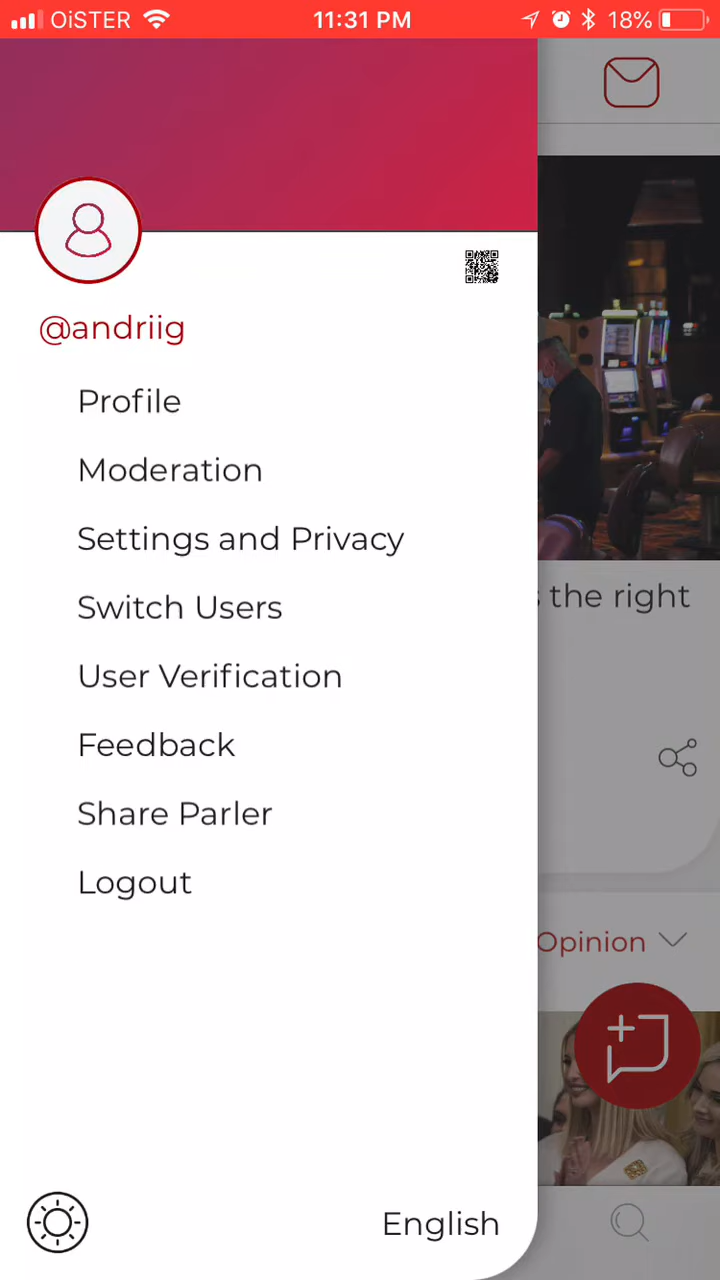 OiSTER 11:31 PM 18%
@andriig
Profile
Moderation
Settings and Privacy
Switch Users
the right
User Verification
Feedback
Share Parler
Logout
Opinion
English